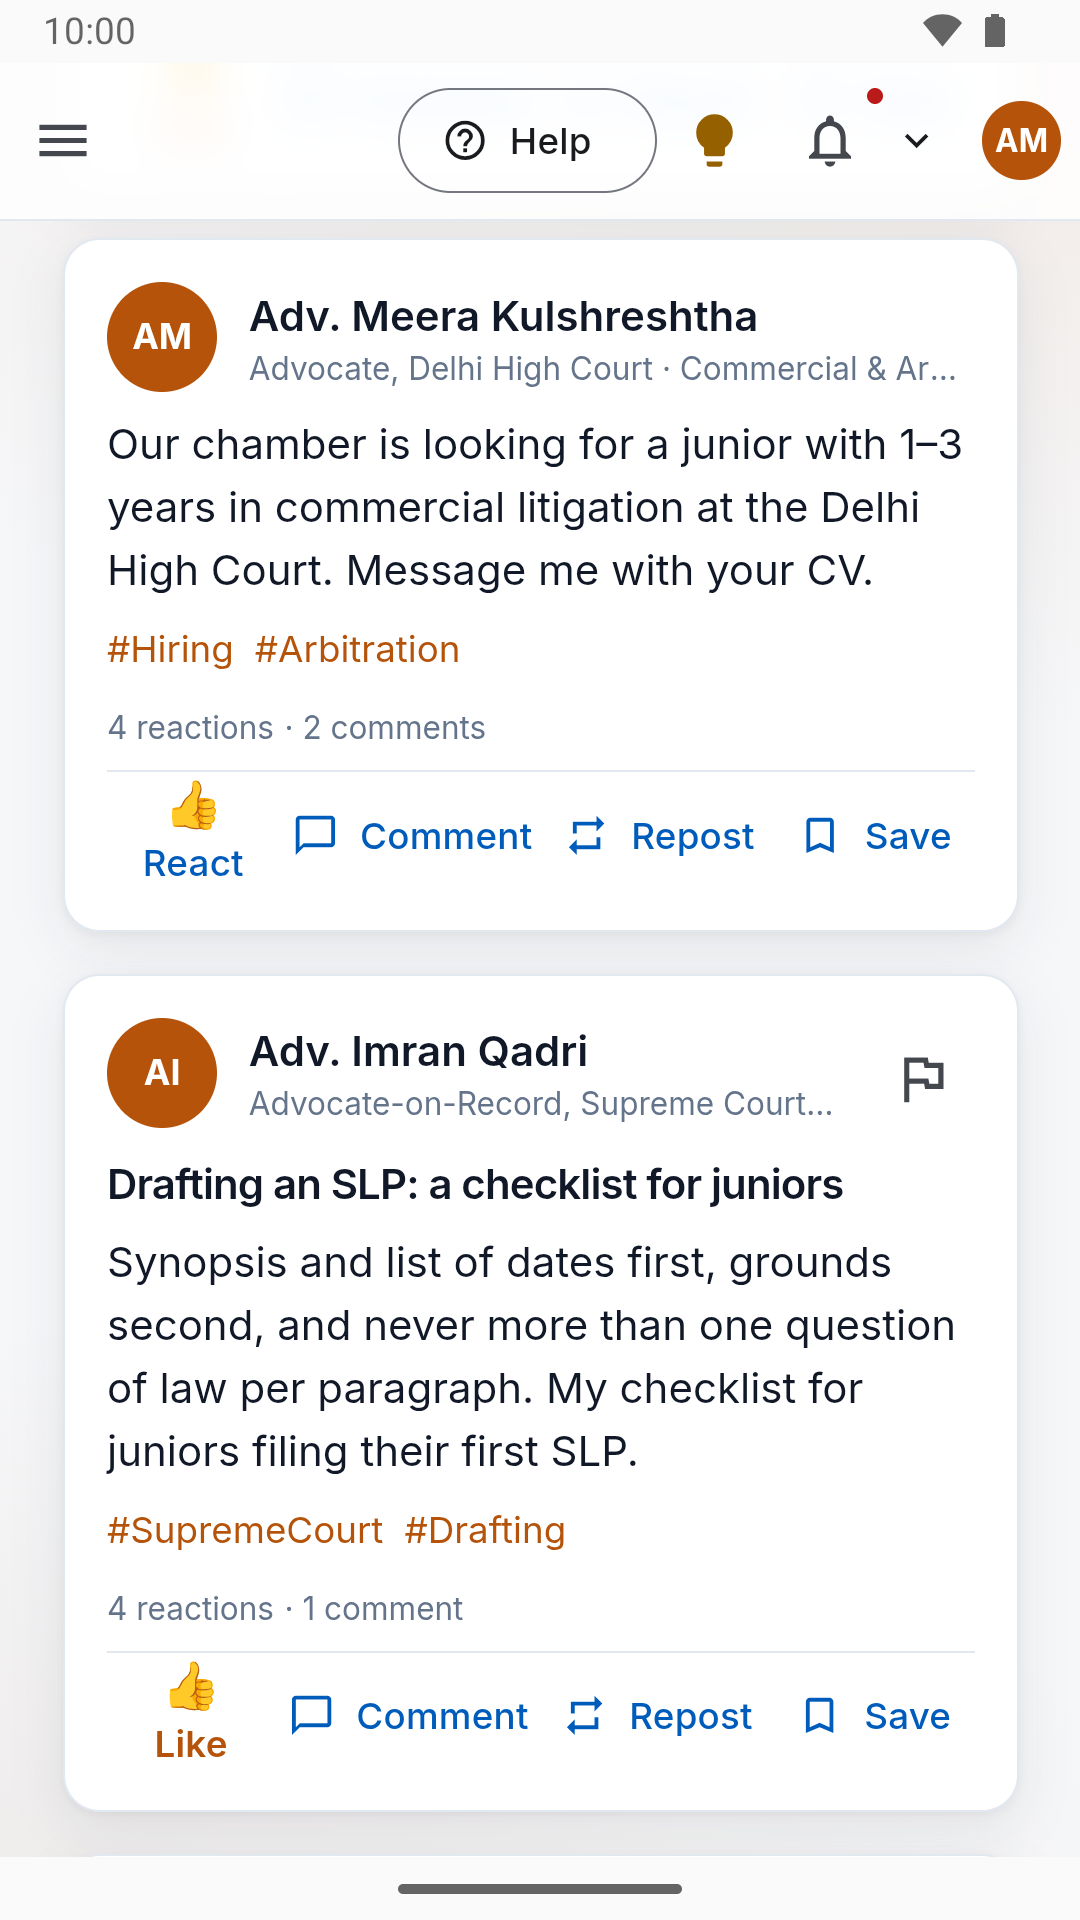 10:00
Help
AM
AM
Adv. Meera Kulshreshtha
Advocate, Delhi High Court · Commercial & Ar...
Our chamber is looking for a junior with 1–3
years in commercial litigation at the Delhi
High Court. Message me with your CV.
#Hiring #Arbitration
4 reactions · 2 comments
👍
React
Comment
Repost
Save
AI
Adv. Imran Qadri
Advocate-on-Record, Supreme Court...
Drafting an SLP: a checklist for juniors
Synopsis and list of dates first, grounds
second, and never more than one question
of law per paragraph. My checklist for
juniors filing their first SLP.
#SupremeCourt #Drafting
4 reactions · 1 comment
👍
Like
Comment
Repost
Save